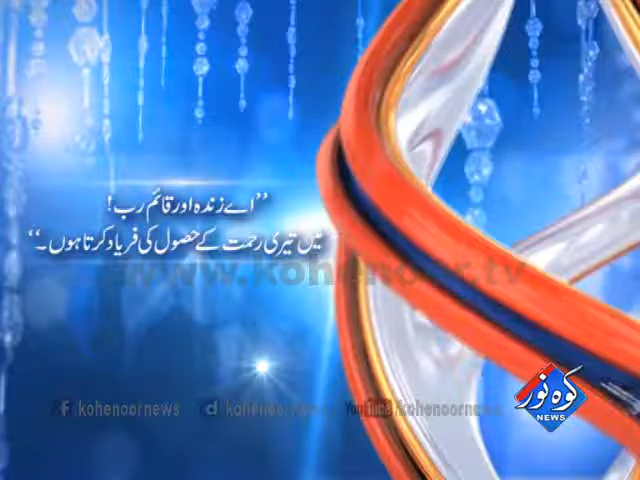 ”اے زندہ اور قائم رب!
میں تیری رحمت کے حصول کی فریاد کرتا ہوں۔“
www.kohenoor.tv
f kohenoornews d kohenoornews YouTube/kohenoornews
کوہ نور
NEWS